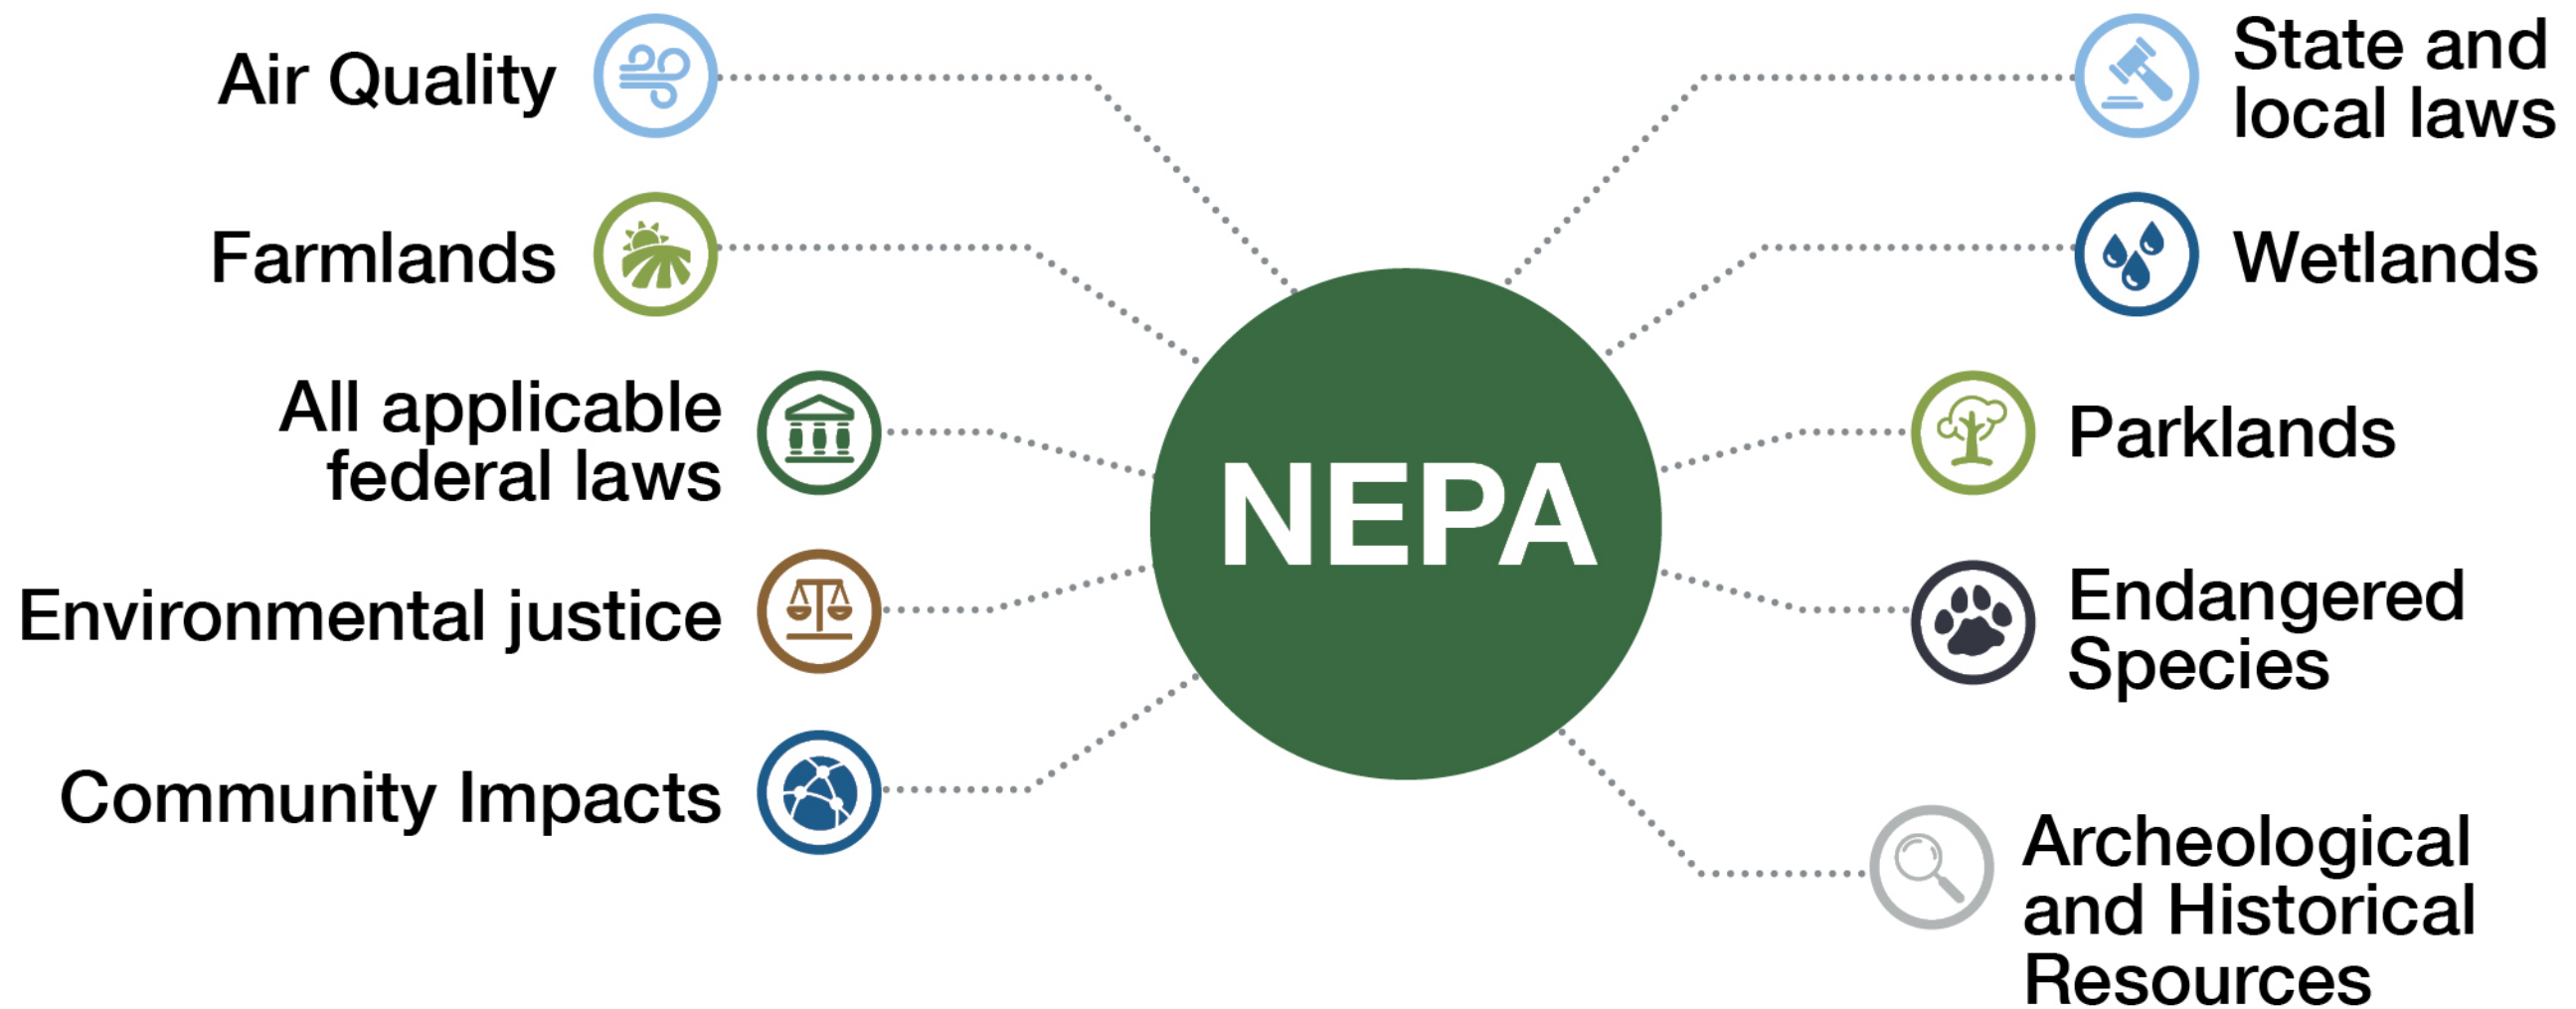 Air Quality
Farmlands
All applicable
federal laws
Environmental justice
Community Impacts
NEPA
State and
local laws
Wetlands
Parklands
Endangered
Species
Archeological
and Historical
Resources